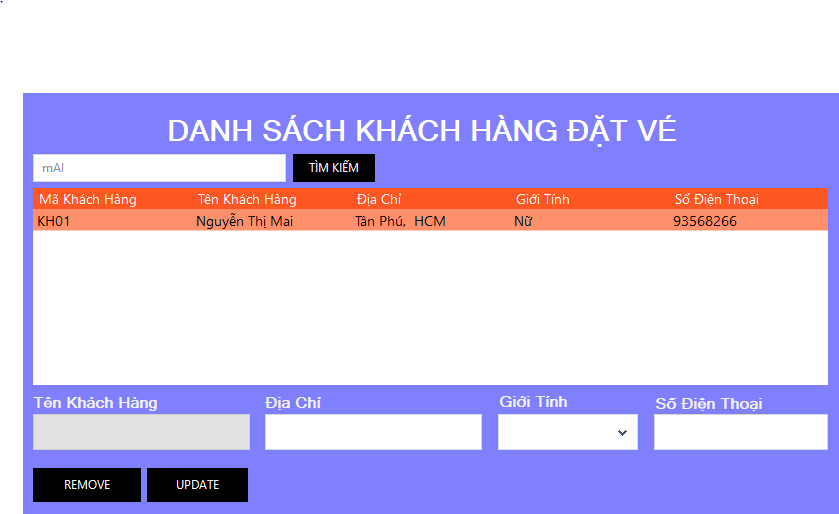 DANH SÁCH KHÁCH HÀNG ĐẶT VÉ
mAI TÌM KIẾM
Mã Khách Hàng Tên Khách Hàng Địa Chỉ Giới Tính Số Điện Thoại
KH01 Nguyễn Thị Mai Tân Phú, HCM Nữ 93568266
Tên Khách Hàng Địa Chỉ Giới Tính Số Điện Thoại
REMOVE UPDATE